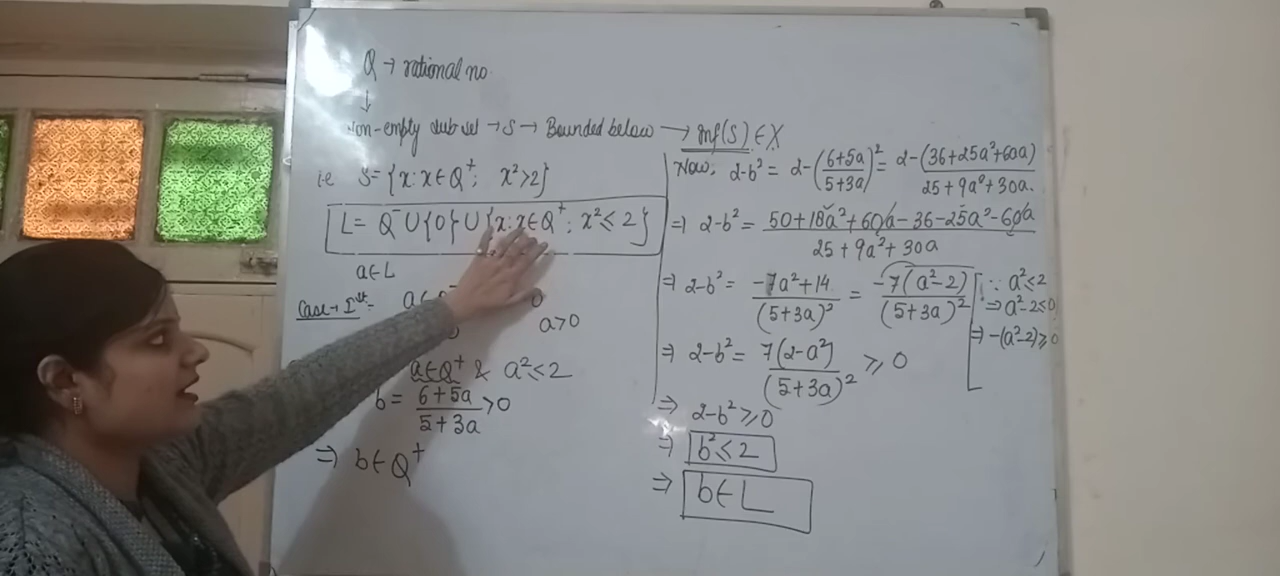 Q → rational no.
↓
Non-empty sub set → S → Bounded below → Inf(S) ∈ X
i.e S = {x : x ∈ Q⁺ ; x² > 2}
L = Q⁻ ∪ {0} ∪ {x : x ∈ Q⁺ ; x² ≤ 2}
a ∈ L
Case → Iˢᵗ :-
0
a > 0
a ∈ Q⁺ & a² ≤ 2
b = (6+5a)/(5+3a) > 0
⇒ b ∈ Q⁺
Now; 2-b² = 2-((6+5a)/(5+3a))² = 2-(36+25a²+60a)/(25+9a²+30a.)
⇒ 2-b² = (50+18a²+60a-36-25a²-60a)/(25+9a²+30a)
⇒ 2-b² = (-7a²+14)/(5+3a)² = (-7(a²-2))/(5+3a)²
∵ a² ≤ 2
⇒ a²-2 ≤ 0
⇒ -(a²-2) ≥ 0
⇒ 2-b² = (7(2-a²))/(5+3a)² ≥ 0
⇒ 2-b² ≥ 0
⇒ b² ≤ 2
⇒ b ∈ L